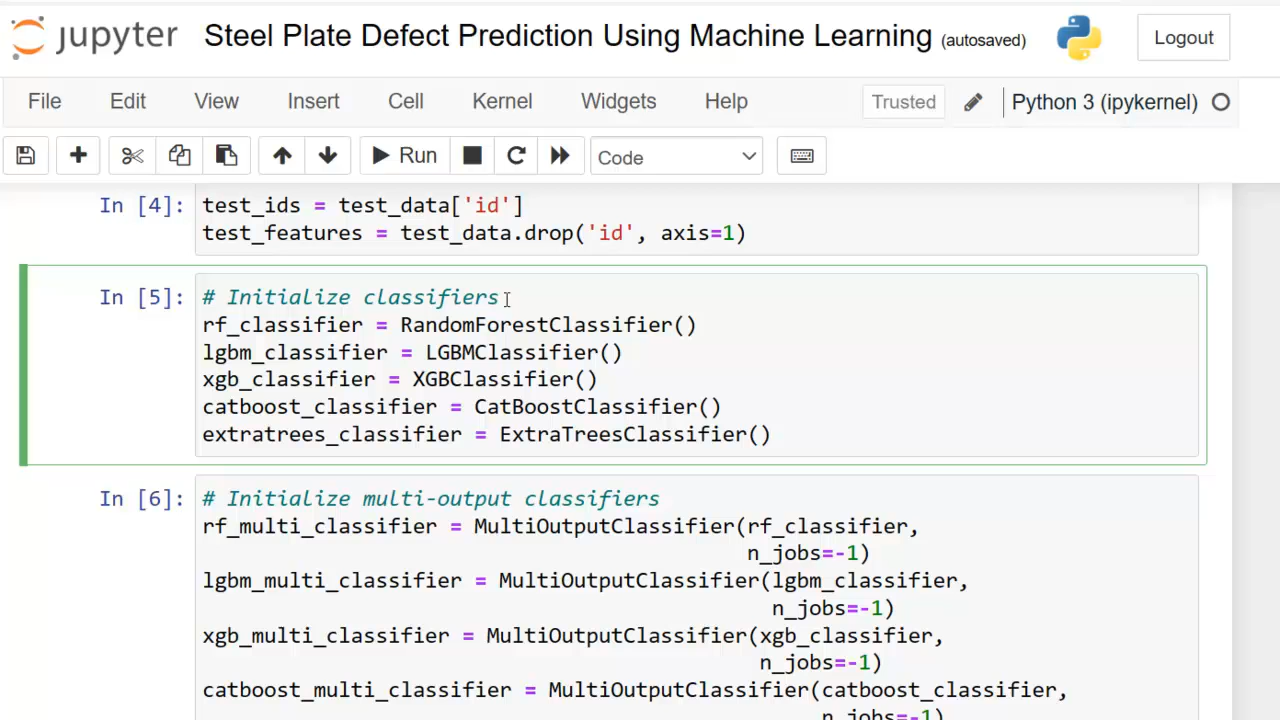 jupyter Steel Plate Defect Prediction Using Machine Learning (autosaved) Logout
File Edit View Insert Cell Kernel Widgets Help Trusted Python 3 (ipykernel)
Run Code
In [4]: test_ids = test_data['id']
test_features = test_data.drop('id', axis=1)
In [5]: # Initialize classifiers
rf_classifier = RandomForestClassifier()
lgbm_classifier = LGBMClassifier()
xgb_classifier = XGBClassifier()
catboost_classifier = CatBoostClassifier()
extratrees_classifier = ExtraTreesClassifier()
In [6]: # Initialize multi-output classifiers
rf_multi_classifier = MultiOutputClassifier(rf_classifier,
n_jobs=-1)
lgbm_multi_classifier = MultiOutputClassifier(lgbm_classifier,
n_jobs=-1)
xgb_multi_classifier = MultiOutputClassifier(xgb_classifier,
n_jobs=-1)
catboost_multi_classifier = MultiOutputClassifier(catboost_classifier,
n_jobs=-1)